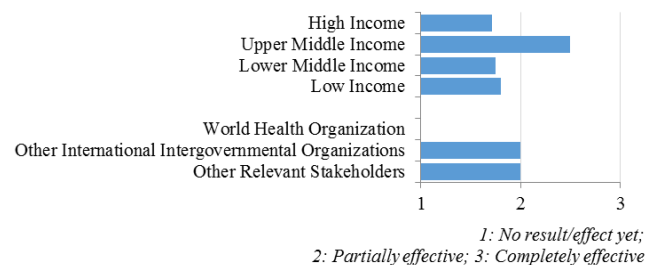 High Income
Upper Middle Income
Lower Middle Income
Low Income
World Health Organization
Other International Intergovernmental Organizations
Other Relevant Stakeholders
1 2 3
1: No result/effect yet;
2: Partially effective; 3: Completely effective